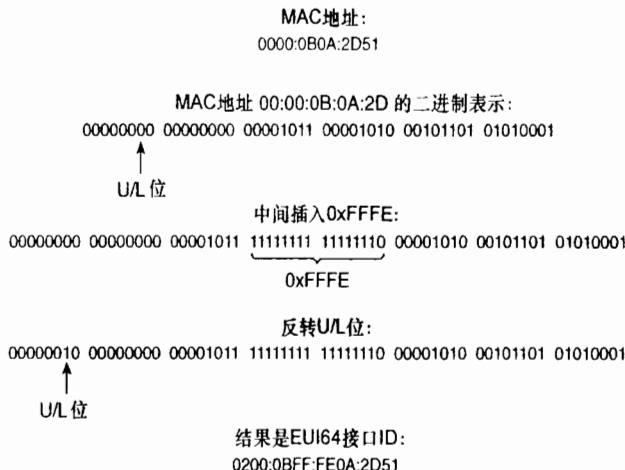 MAC地址:
0000:0B0A:2D51
MAC地址 00:00:0B:0A:2D 的二进制表示:
00000000 00000000 00001011 00001010 00101101 01010001
U/L 位
中间插入0xFFFE:
00000000 00000000 00001011 11111111 11111110 00001010 00101101 01010001
0xFFFE
反转U/L位:
00000010 00000000 00001011 11111111 11111110 00001010 00101101 01010001
U/L 位
结果是EUI64接口ID:
0200:0BFF:FE0A:2D51